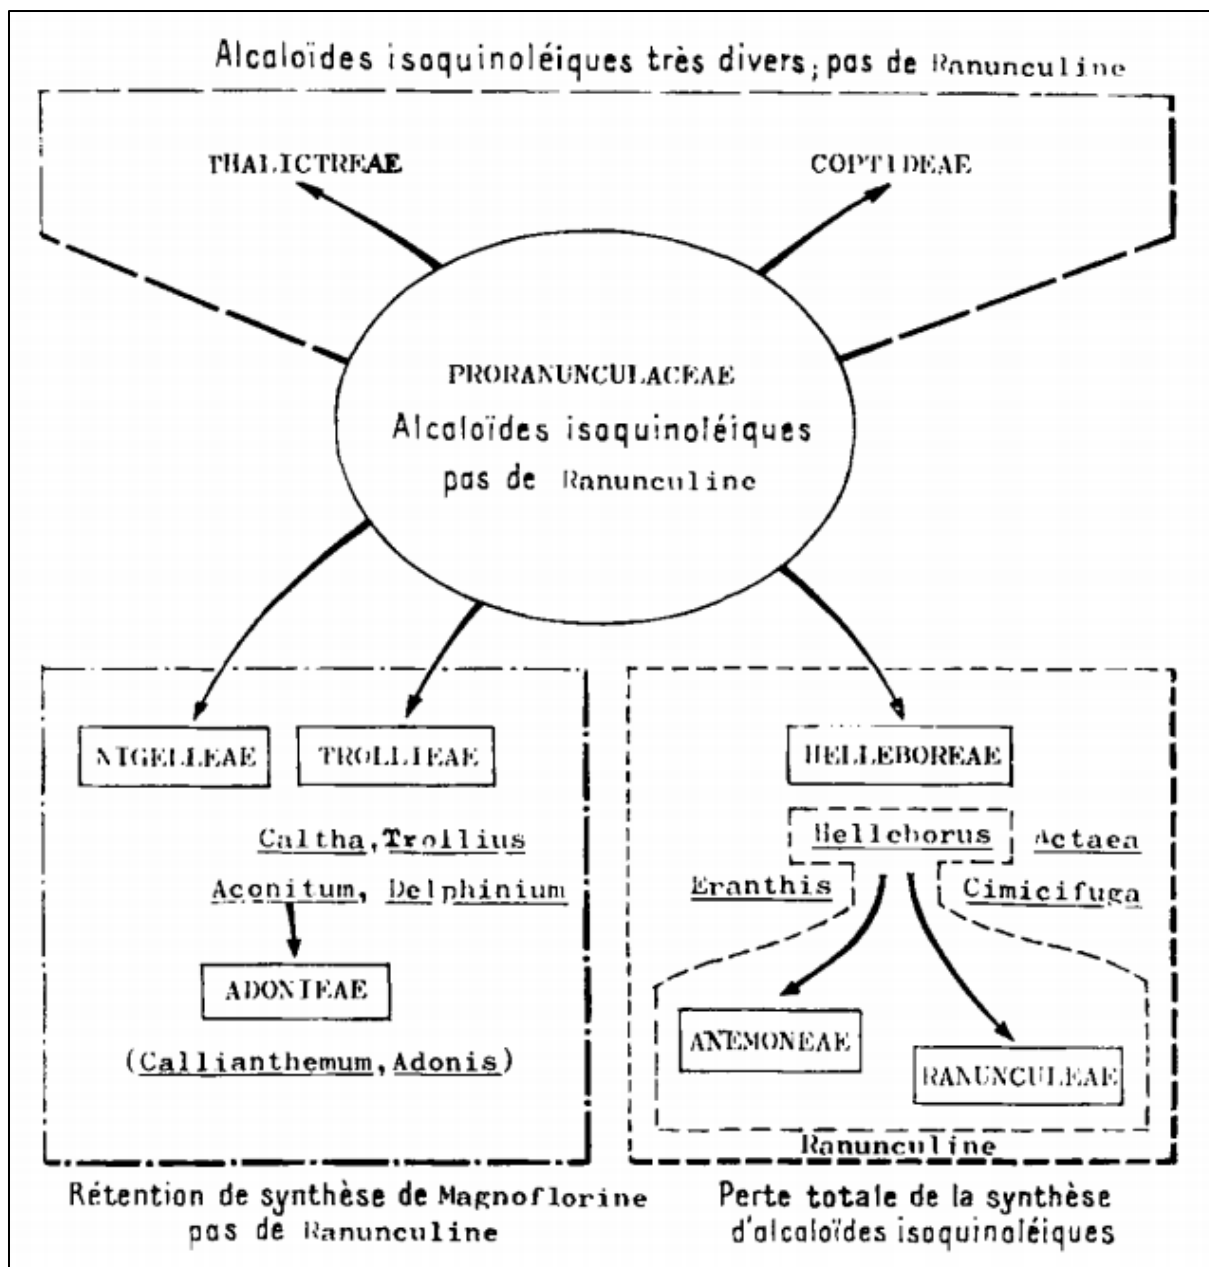 Alcaloïdes isoquinoléiques très divers; pas de Ranunculine
THALICTREAE
COPTIDEAE
PRORANUNCULACEAE
Alcaloïdes isoquinoléiques
pas de Ranunculine
NIGELLEAE
TROLLIEAE
Caltha, Trollius
Aconitum, Delphinium
ADONIEAE
(Callianthemum, Adonis)
Rétention de synthèse de Magnoflorine
pas de Ranunculine
HELLEBOREAE
Helleborus
Actaea
Eranthis
Cimicifuga
ANEMONEAE
RANUNCULEAE
Ranunculine
Perte totale de la synthèse
d'alcaloïdes isoquinoléiques